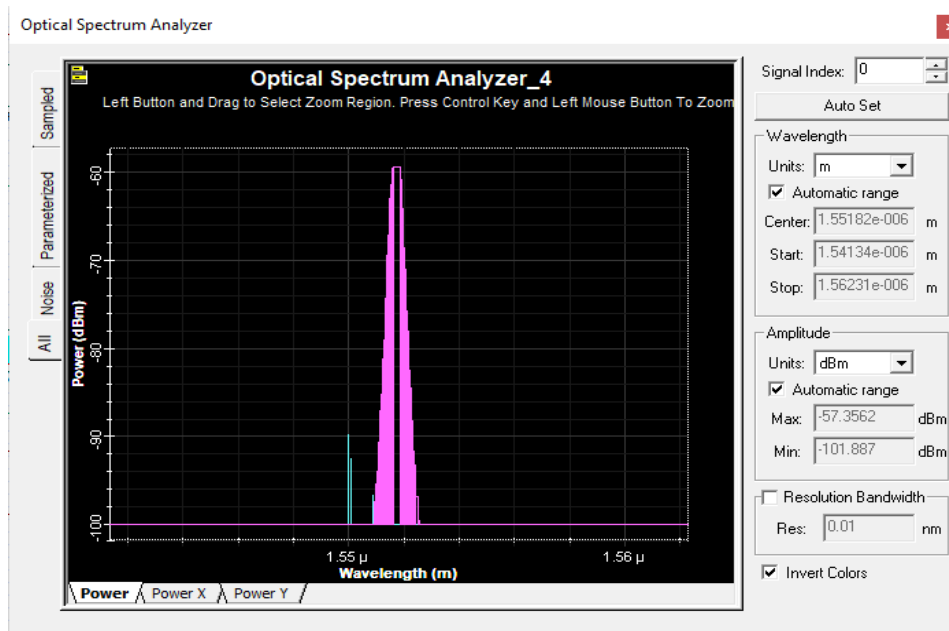 Optical Spectrum Analyzer
Sampled
Parameterized
Noise
All
Optical Spectrum Analyzer_4
Left Button and Drag to Select Zoom Region. Press Control Key and Left Mouse Button To Zoom
Power (dBm)
-60
-70
-80
-90
-100
1.55 µ
1.56 µ
Wavelength (m)
Power
Power X
Power Y
Signal Index: 0
Auto Set
Wavelength
Units: m
Automatic range
Center: 1.55182e-006 m
Start: 1.54134e-006 m
Stop: 1.56231e-006 m
Amplitude
Units: dBm
Automatic range
Max: -57.3562 dBm
Min: -101.887 dBm
Resolution Bandwidth
Res: 0.01 nm
Invert Colors